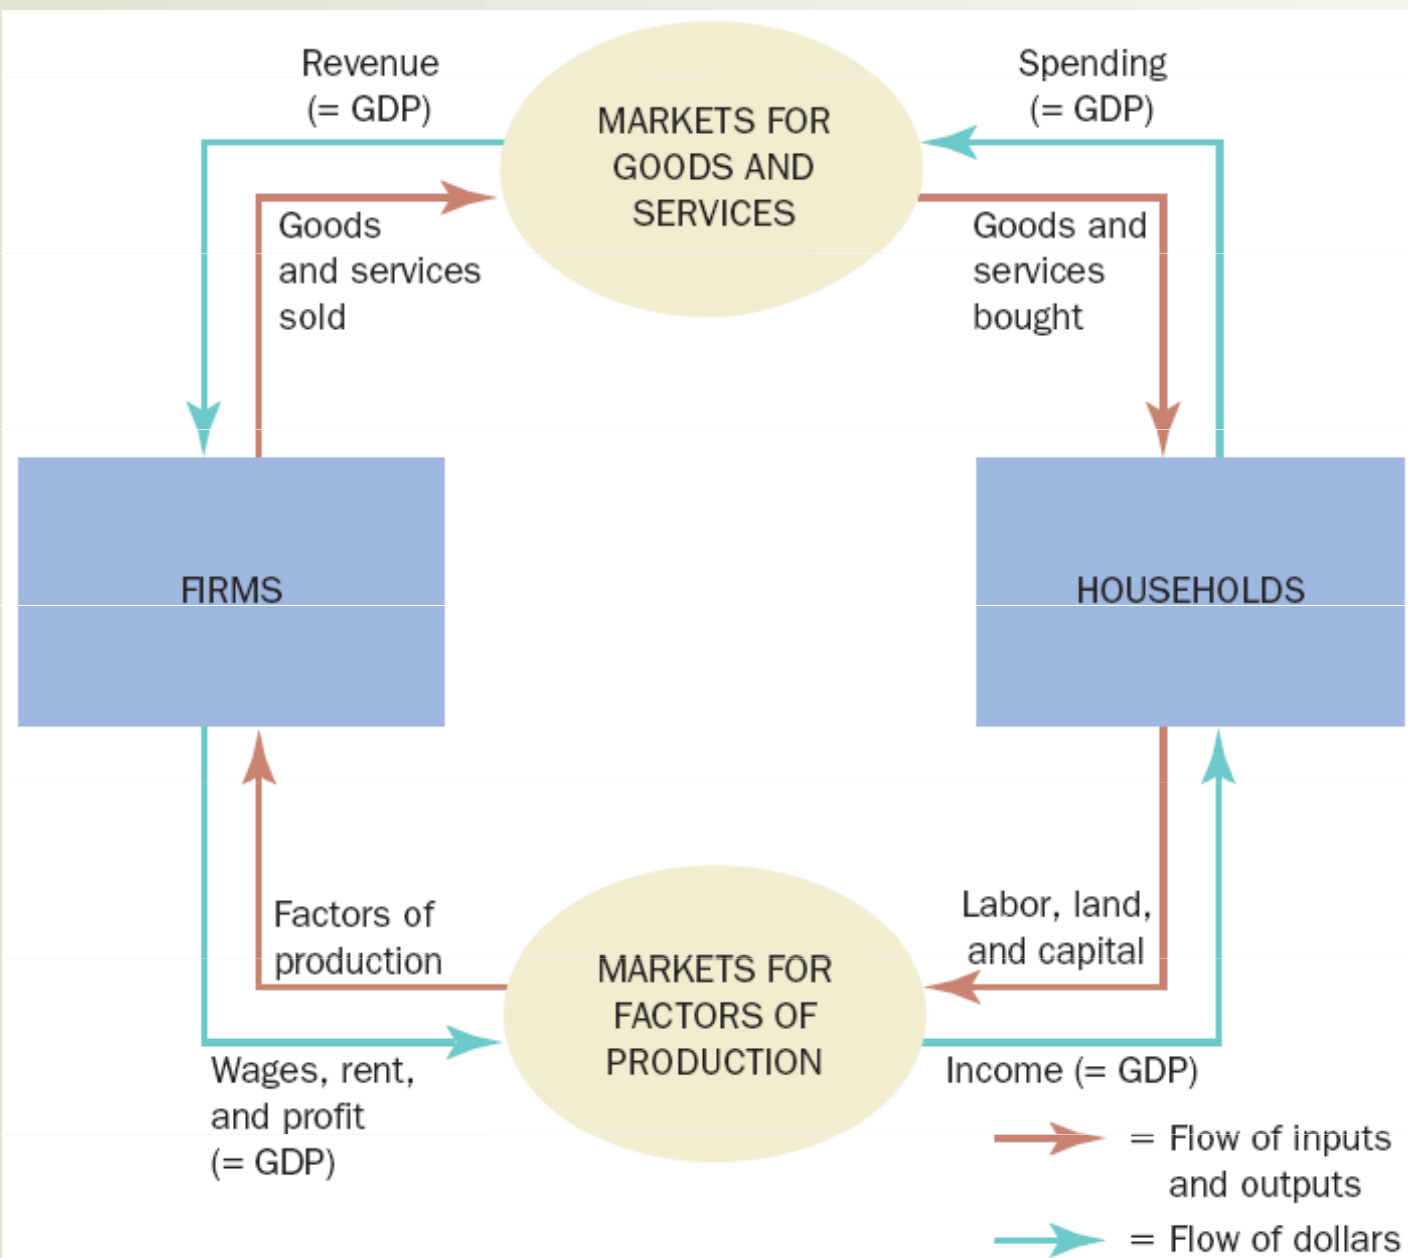 Revenue
(= GDP)
Spending
(= GDP)
MARKETS FOR
GOODS AND
SERVICES
Goods
and services
sold
Goods and
services
bought
FIRMS
HOUSEHOLDS
Factors of
production
Labor, land,
and capital
MARKETS FOR
FACTORS OF
PRODUCTION
Wages, rent,
and profit
(= GDP)
Income (= GDP)
= Flow of inputs
and outputs
= Flow of dollars